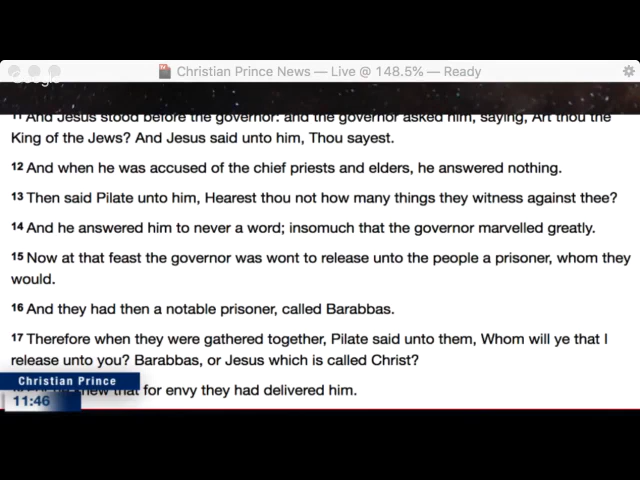 Google
Christian Prince News — Live @ 148.5% — Ready
11 And Jesus stood before the governor: and the governor asked him, saying, Art thou the
King of the Jews? And Jesus said unto him, Thou sayest.
12 And when he was accused of the chief priests and elders, he answered nothing.
13 Then said Pilate unto him, Hearest thou not how many things they witness against thee?
14 And he answered him to never a word; insomuch that the governor marvelled greatly.
15 Now at that feast the governor was wont to release unto the people a prisoner, whom they
would.
16 And they had then a notable prisoner, called Barabbas.
17 Therefore when they were gathered together, Pilate said unto them, Whom will ye that I
release unto you? Barabbas, or Jesus which is called Christ?
knew that for envy they had delivered him.
Christian Prince
11:46